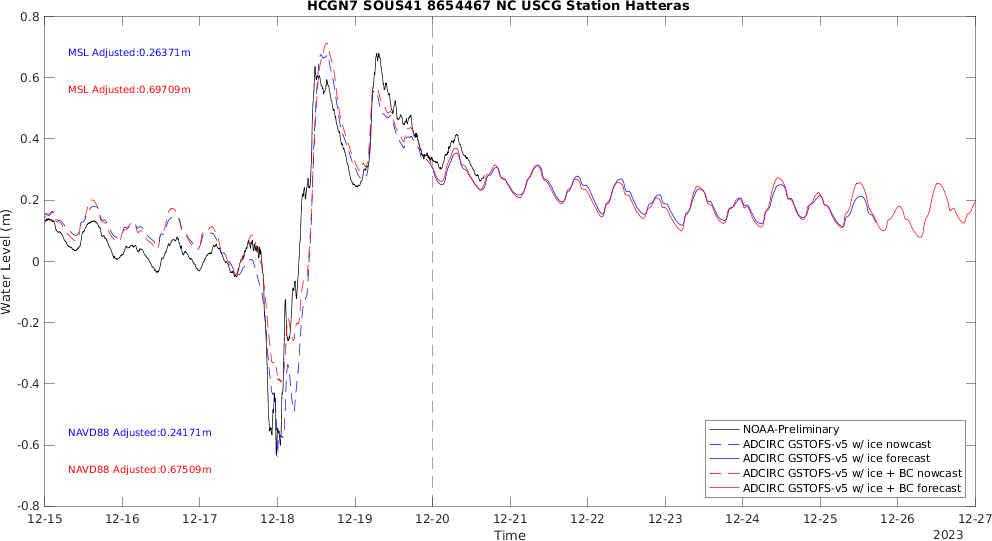 HCGN7 SOUS41 8654467 NC USCG Station Hatteras
0.8
0.6
0.4
0.2
0
-0.2
-0.4
-0.6
-0.8
Water Level (m)
MSL Adjusted:0.26371m
MSL Adjusted:0.69709m
NAVD88 Adjusted:0.24171m
NAVD88 Adjusted:0.67509m
NOAA-Preliminary
ADCIRC GSTOFS-v5 w/ ice nowcast
ADCIRC GSTOFS-v5 w/ ice forecast
ADCIRC GSTOFS-v5 w/ ice + BC nowcast
ADCIRC GSTOFS-v5 w/ ice + BC forecast
12-15 12-16 12-17 12-18 12-19 12-20 12-21 12-22 12-23 12-24 12-25 12-26 12-27
Time
2023